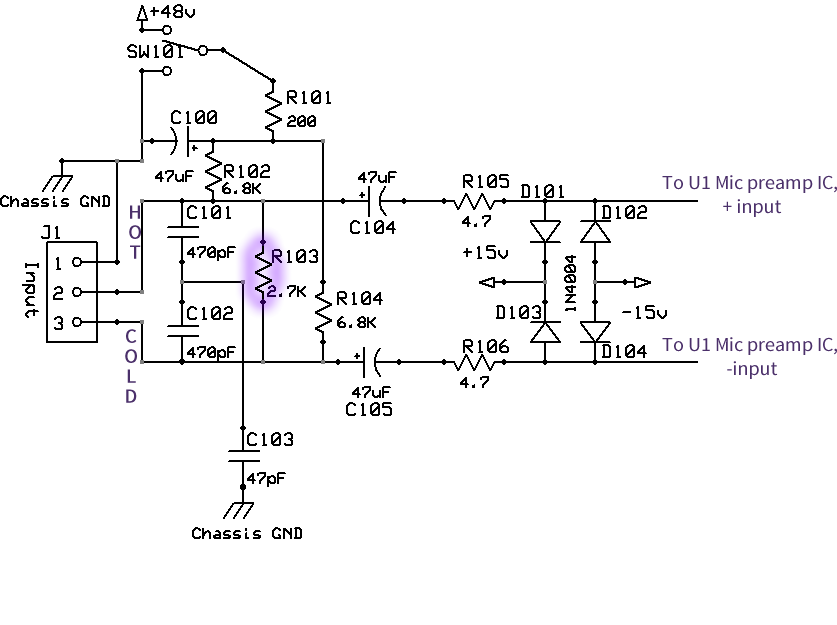 +48v
SW101
R101
200
C100
47uF
+
R102
6.8K
Chassis GND
HOT
J1
Input
1
2
3
COLD
C101
470pF
C102
470pF
R103
2.7K
R104
6.8K
47uF
+
C104
R105
4.7
D101
D102
+15v
1N4004
-15v
D103
D104
+
47uF
C105
R106
4.7
To U1 Mic preamp IC,
+ input
To U1 Mic preamp IC,
-input
C103
47pF
Chassis GND